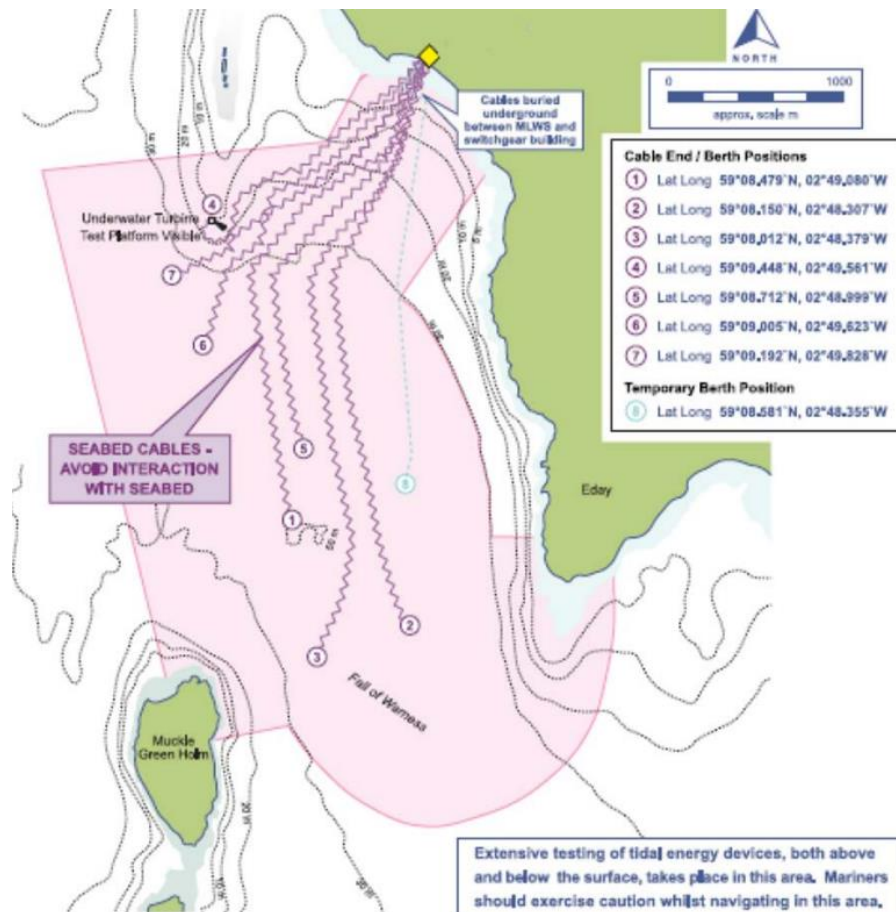 NORTH
0 1000
approx. scale m
Cables buried
underground
between MLWS and
switchgear building
Cable End / Berth Positions
1 Lat Long 59°08.479'N, 02°49.080'W
2 Lat Long 59°08.150'N, 02°48.307'W
3 Lat Long 59°08.012'N, 02°48.379'W
4 Lat Long 59°09.448'N, 02°49.561'W
5 Lat Long 59°08.712'N, 02°48.999'W
6 Lat Long 59°09.005'N, 02°49.623'W
7 Lat Long 59°09.192'N, 02°49.828'W
Temporary Berth Position
8 Lat Long 59°08.581'N, 02°48.355'W
20 m
10 m
4
Underwater Turbine
Test Platform Visible
7
6
20 m
SEABED CABLES -
AVOID INTERACTION
WITH SEABED
5
8
1
50 m
Eday
2
3
Fall of Warness
Muckle
Green Holm
20 m
Extensive testing of tidal energy devices, both above
and below the surface, takes place in this area. Mariners
should exercise caution whilst navigating in this area.